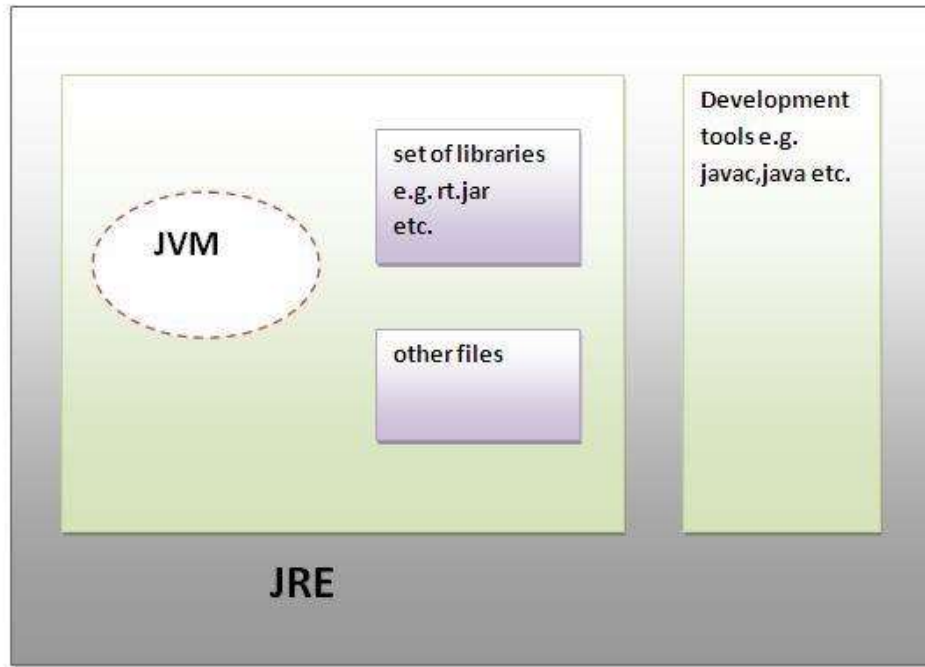 JVM
set of libraries
e.g. rt.jar
etc.
other files
Development
tools e.g.
javac,java etc.
JRE